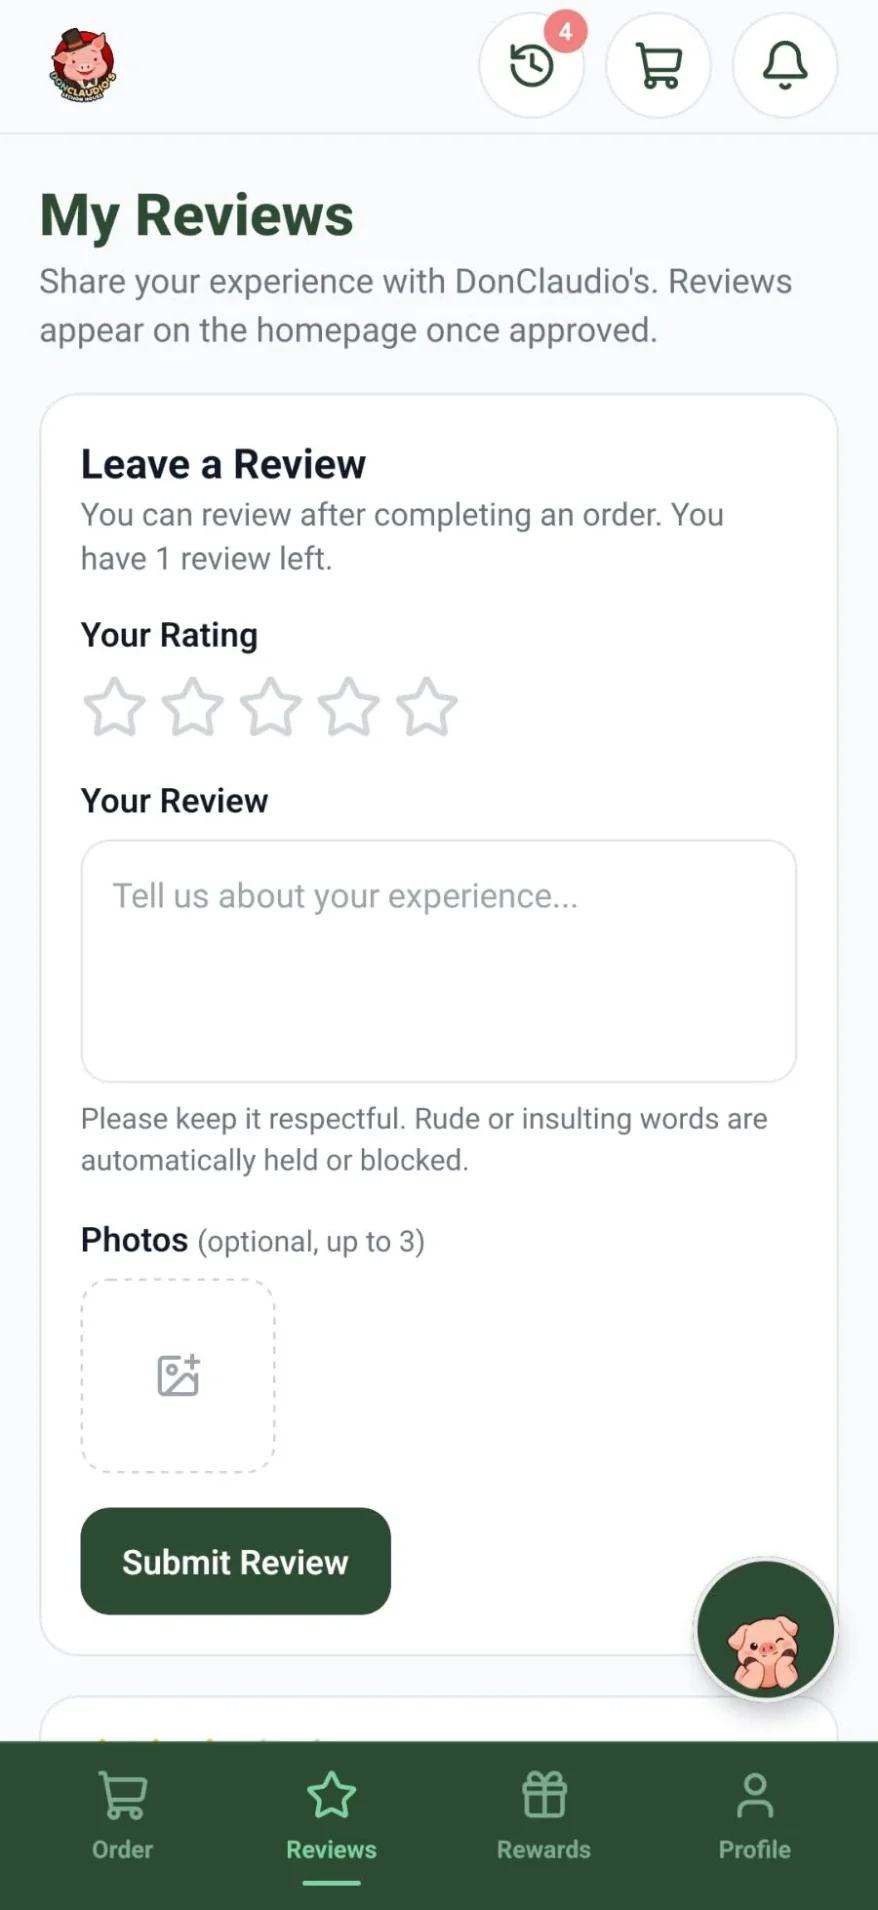 DONCLAUDIO'S
4
My Reviews
Share your experience with DonClaudio's. Reviews
appear on the homepage once approved.
Leave a Review
You can review after completing an order. You
have 1 review left.
Your Rating
Your Review
Tell us about your experience...
Please keep it respectful. Rude or insulting words are
automatically held or blocked.
Photos (optional, up to 3)
Submit Review
Order
Reviews
Rewards
Profile